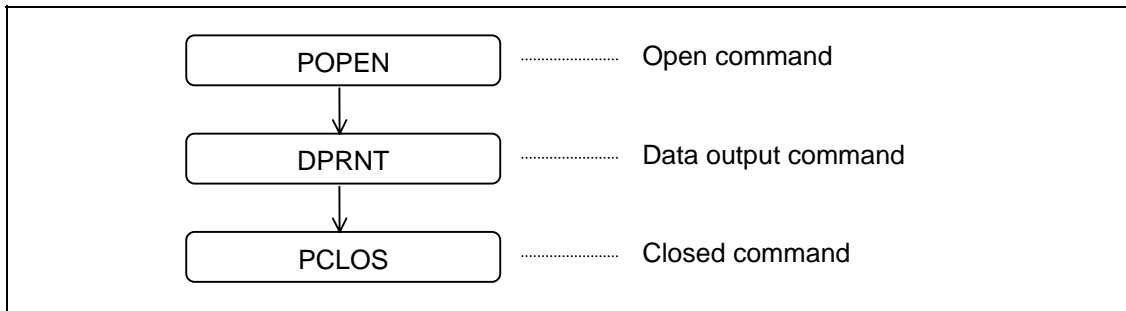 POPEN Open command
DPRNT Data output command
PCLOS Closed command